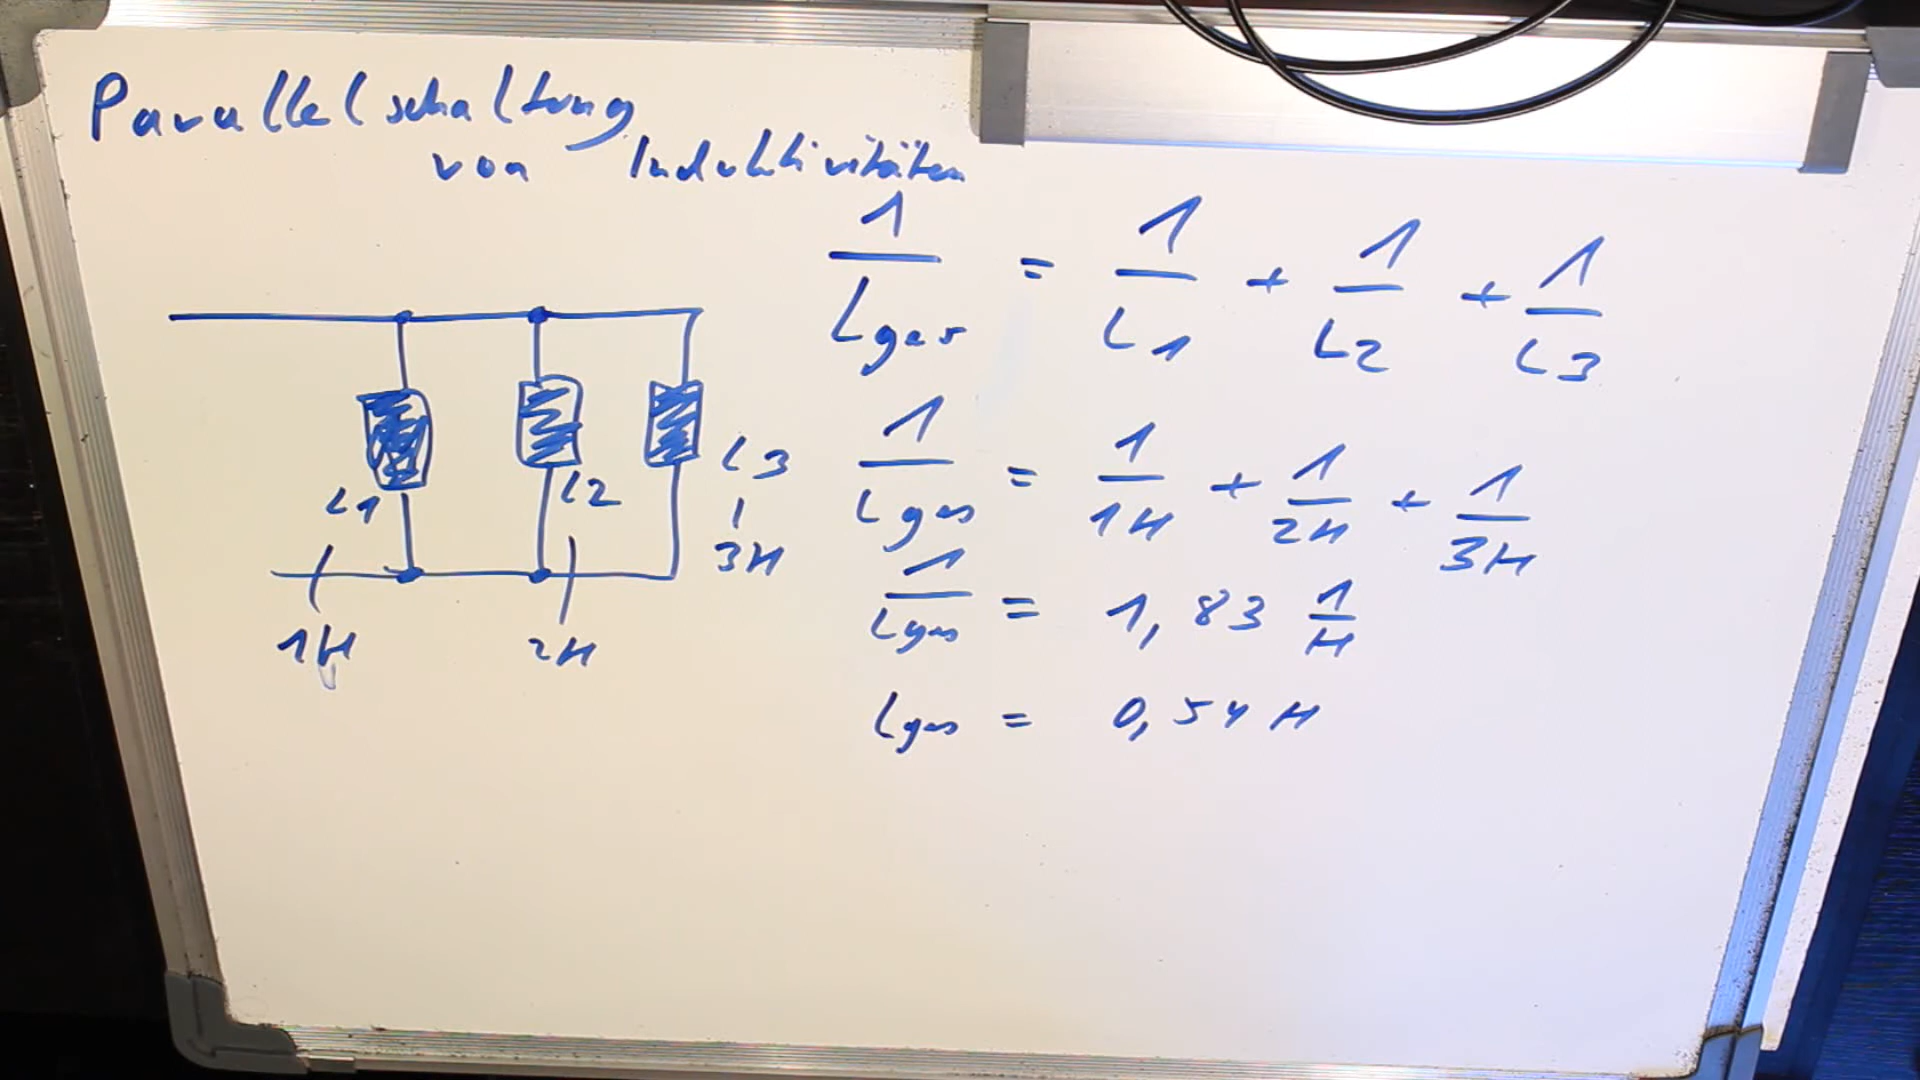 Parallelschaltung
von Induktivitäten
1/Lges = 1/L1 + 1/L2 + 1/L3
L1
L2
L3
1H
2H
3H
1/Lges = 1/1H + 1/2H + 1/3H
1/Lges = 1,83 1/H
Lges = 0,54 H